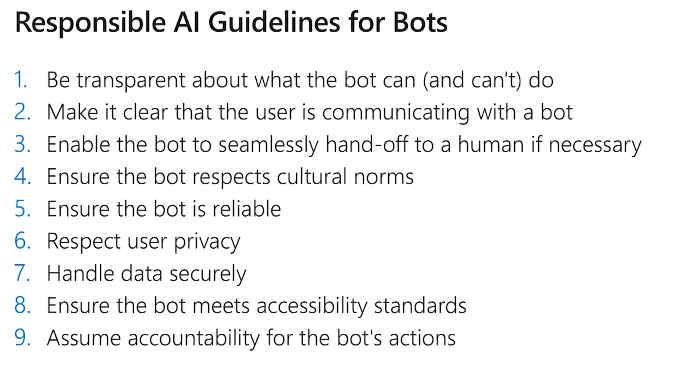 Responsible AI Guidelines for Bots
1. Be transparent about what the bot can (and can't) do
2. Make it clear that the user is communicating with a bot
3. Enable the bot to seamlessly hand-off to a human if necessary
4. Ensure the bot respects cultural norms
5. Ensure the bot is reliable
6. Respect user privacy
7. Handle data securely
8. Ensure the bot meets accessibility standards
9. Assume accountability for the bot's actions